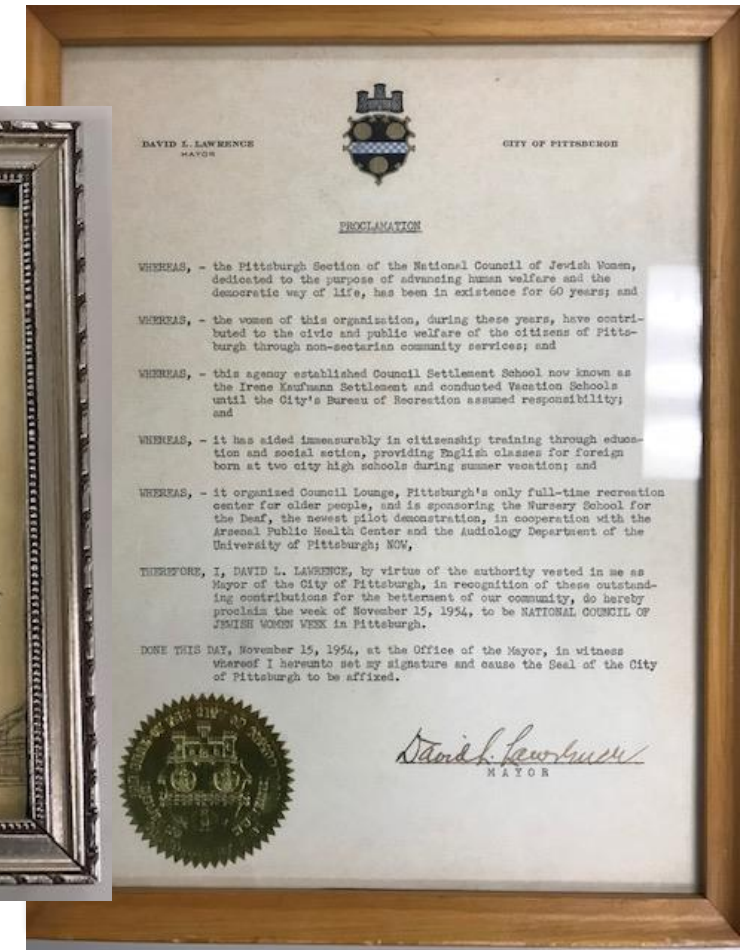 DAVID L. LAWRENCE
MAYOR
CITY OF PITTSBURGH
PROCLAMATION
WHEREAS, - the Pittsburgh Section of the National Council of Jewish Women,
dedicated to the purpose of advancing human welfare and the
democratic way of life, has been in existence for 60 years; and
WHEREAS, - the women of this organization, during these years, have contri-
buted to the civic and public welfare of the citizens of Pitts-
burgh through non-sectarian community services; and
WHEREAS, - this agency established Council Settlement School now known as
the Irene Kaufmann Settlement and conducted Vacation Schools
until the City's Bureau of Recreation assumed responsibility;
and
WHEREAS, - it has aided immeasurably in citizenship training through educa-
tion and social action, providing English classes for foreign
born at two city high schools during summer vacation; and
WHEREAS, - it organized Council Lounge, Pittsburgh's only full-time recreation
center for older people, and is sponsoring the Nursery School for
the Deaf, the newest pilot demonstration, in cooperation with the
Arsenal Public Health Center and the Audiology Department of the
University of Pittsburgh; NOW,
THEREFORE, I, DAVID L. LAWRENCE, by virtue of the authority vested in me as
Mayor of the City of Pittsburgh, in recognition of these outstand-
ing contributions for the betterment of our community, do hereby
proclaim the week of November 15, 1954, to be NATIONAL COUNCIL OF
JEWISH WOMEN WEEK in Pittsburgh.
DONE THIS DAY, November 15, 1954, at the Office of the Mayor, in witness
whereof I hereunto set my signature and cause the Seal of the City
of Pittsburgh to be affixed.
David L. Lawrence
MAYOR